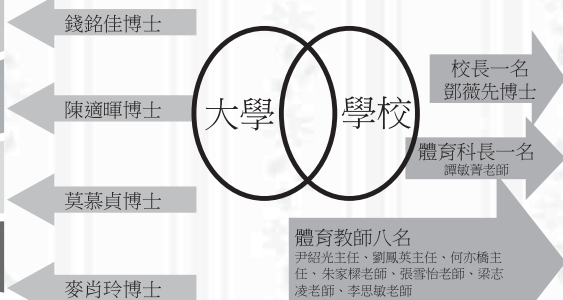 錢銘佳博士
陳適暉博士
莫慕貞博士
麥肖玲博士
大學
學校
校長一名
鄧薇先博士
體育科長一名
譚敏菁老師
體育教師八名
尹紹光主任、劉鳳英主任、何亦橋主
任、朱家樑老師、張雪怡老師、梁志
凌老師、李思敏老師